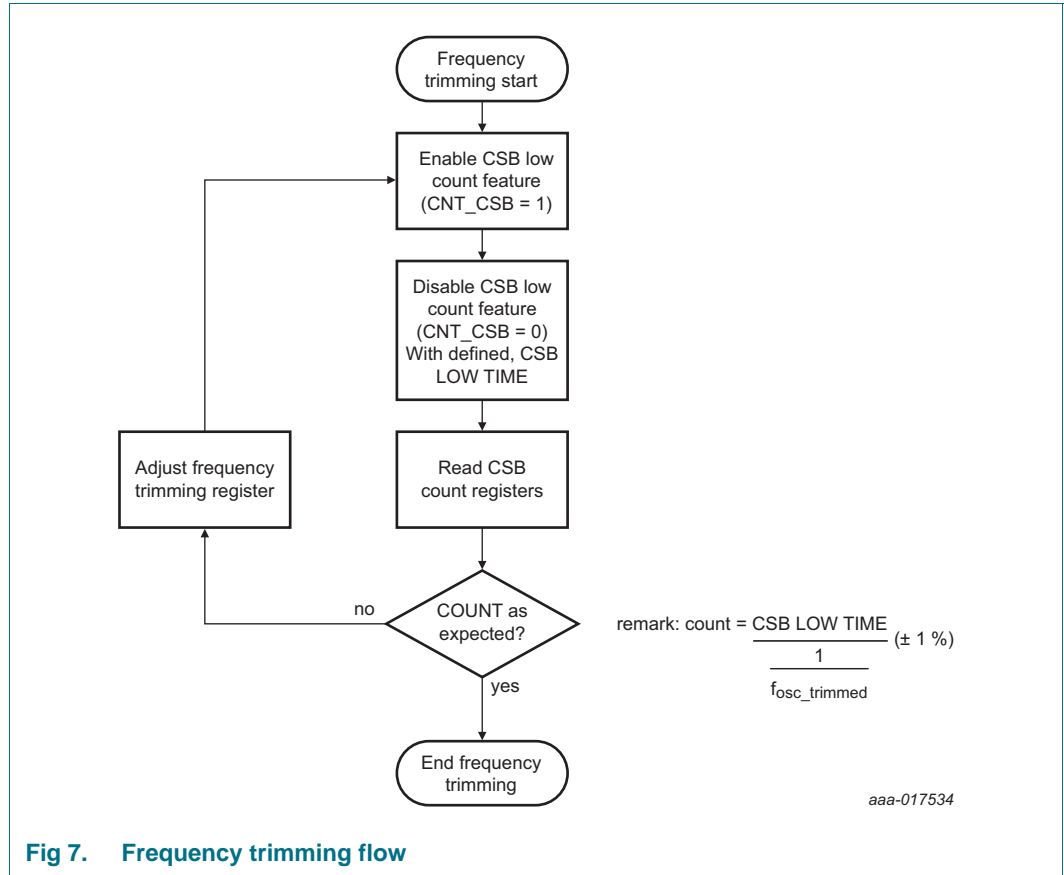 Frequency
trimming start
Enable CSB low
count feature
(CNT_CSB = 1)
Disable CSB low
count feature
(CNT_CSB = 0)
With defined, CSB
LOW TIME
Adjust frequency
trimming register
Read CSB
count registers
no
COUNT as
expected?
remark: count = CSB LOW TIME (± 1 %)
1
fosc_trimmed
yes
End frequency
trimming
aaa-017534
Fig 7. Frequency trimming flow